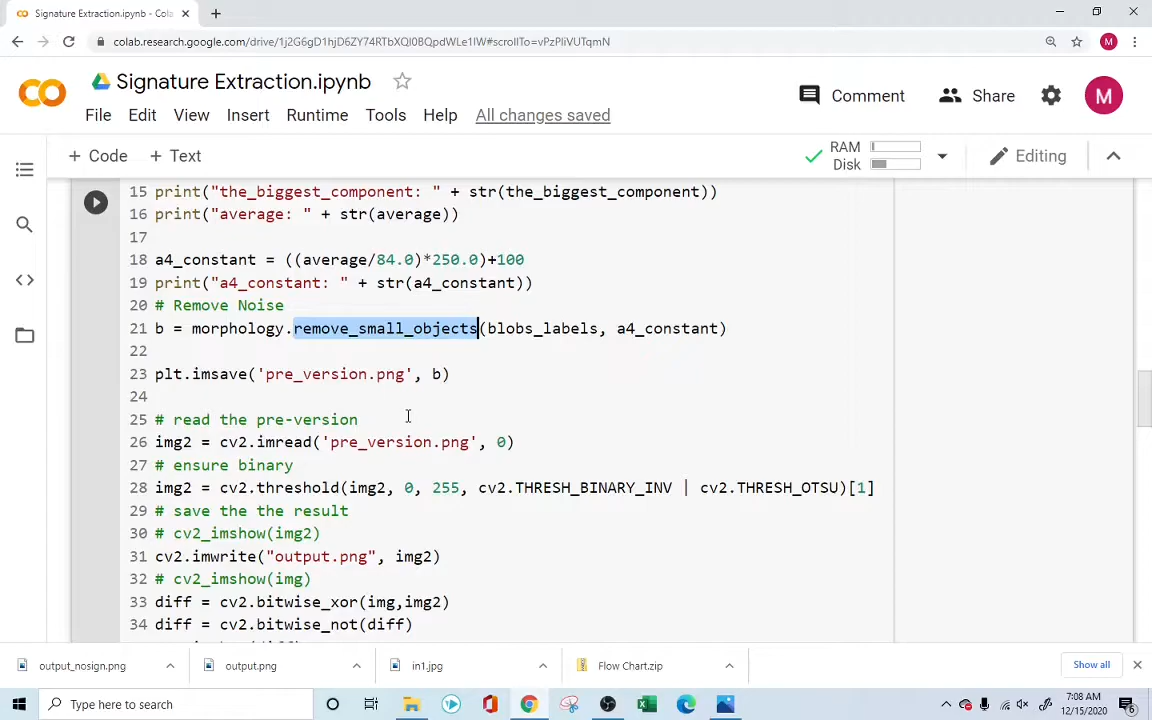 Signature Extraction.ipynb - Cola
colab.research.google.com/drive/1j2G6gD1hjD6ZY74RTbXQl0BQpdWLe1lW#scrollTo=vPzPliVUTqmN
M
Signature Extraction.ipynb
File Edit View Insert Runtime Tools Help All changes saved
Comment Share M
+ Code + Text
RAM
Disk
Editing
15 print("the_biggest_component: " + str(the_biggest_component))
16 print("average: " + str(average))
17
18 a4_constant = ((average/84.0)*250.0)+100
19 print("a4_constant: " + str(a4_constant))
20 # Remove Noise
21 b = morphology.remove_small_objects(blobs_labels, a4_constant)
22
23 plt.imsave('pre_version.png', b)
24
25 # read the pre-version
26 img2 = cv2.imread('pre_version.png', 0)
27 # ensure binary
28 img2 = cv2.threshold(img2, 0, 255, cv2.THRESH_BINARY_INV | cv2.THRESH_OTSU)[1]
29 # save the the result
30 # cv2_imshow(img2)
31 cv2.imwrite("output.png", img2)
32 # cv2_imshow(img)
33 diff = cv2.bitwise_xor(img,img2)
34 diff = cv2.bitwise_not(diff)
output_nosign.png output.png in1.jpg Flow Chart.zip Show all
Type here to search
7:08 AM
12/15/2020
6